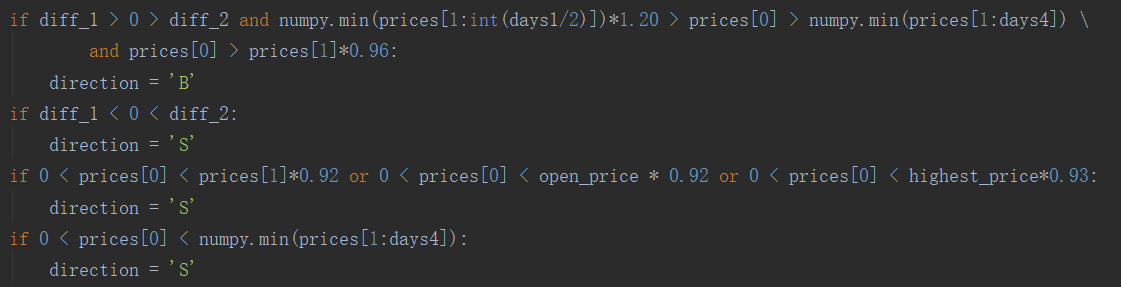 if diff_1 > 0 > diff_2 and numpy.min(prices[1:int(days1/2)])*1.20 > prices[0] > numpy.min(prices[1:days4]) \
        and prices[0] > prices[1]*0.96:
    direction = 'B'
if diff_1 < 0 < diff_2:
    direction = 'S'
if 0 < prices[0] < prices[1]*0.92 or 0 < prices[0] < open_price * 0.92 or 0 < prices[0] < highest_price*0.93:
    direction = 'S'
if 0 < prices[0] < numpy.min(prices[1:days4]):
    direction = 'S'